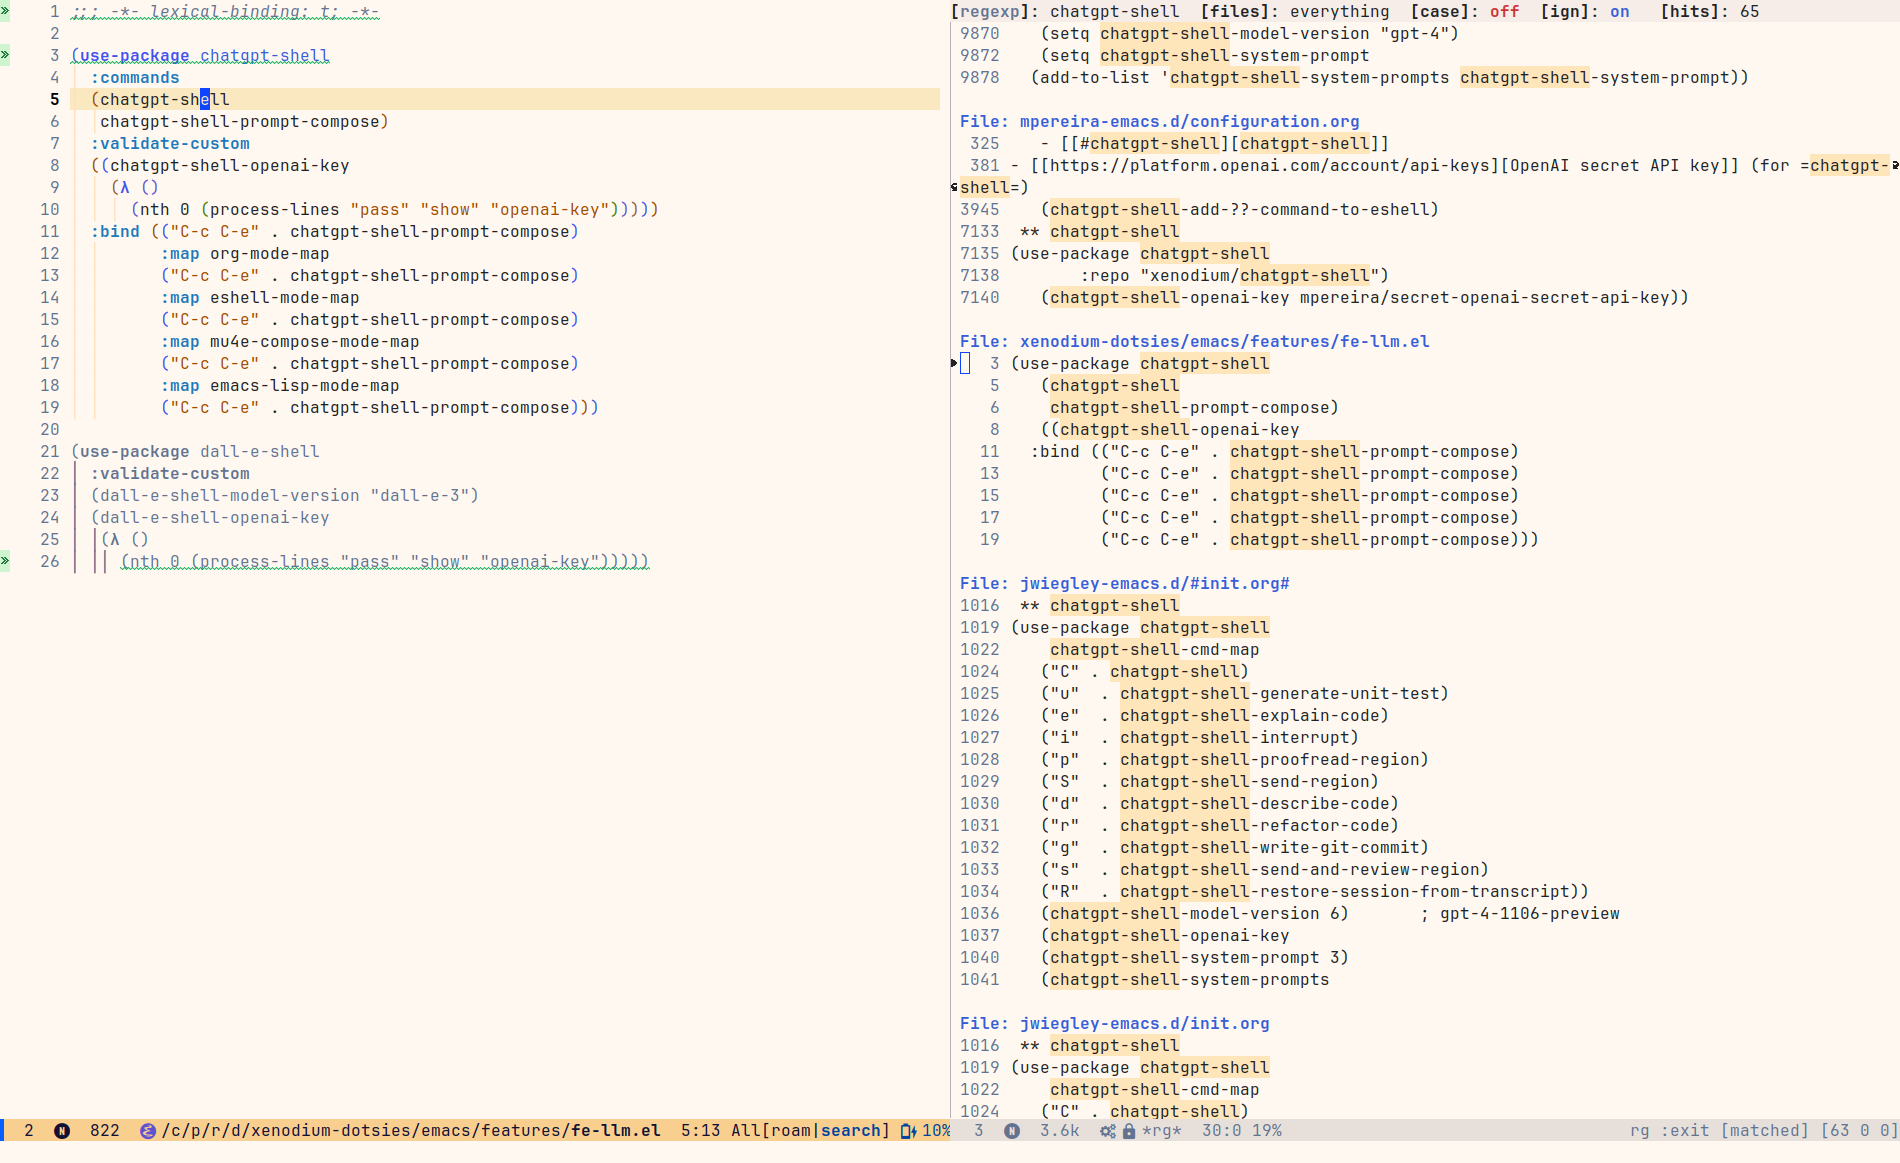 1 ;;; -*- lexical-binding: t; -*-
2
3 (use-package chatgpt-shell
4   :commands
5   (chatgpt-shell
6    chatgpt-shell-prompt-compose)
7   :validate-custom
8   ((chatgpt-shell-openai-key
9     (λ ()
10       (nth 0 (process-lines "pass" "show" "openai-key")))))
11   :bind (("C-c C-e" . chatgpt-shell-prompt-compose)
12          :map org-mode-map
13          ("C-c C-e" . chatgpt-shell-prompt-compose)
14          :map eshell-mode-map
15          ("C-c C-e" . chatgpt-shell-prompt-compose)
16          :map mu4e-compose-mode-map
17          ("C-c C-e" . chatgpt-shell-prompt-compose)
18          :map emacs-lisp-mode-map
19          ("C-c C-e" . chatgpt-shell-prompt-compose)))
20
21 (use-package dall-e-shell
22   :validate-custom
23   (dall-e-shell-model-version "dall-e-3")
24   (dall-e-shell-openai-key
25    (λ ()
26      (nth 0 (process-lines "pass" "show" "openai-key")))))
2 N 822 /c/p/r/d/xenodium-dotsies/emacs/features/fe-llm.el 5:13 All[roam|search] 10%
[regexp]: chatgpt-shell [files]: everything [case]: off [ign]: on [hits]: 65
9870    (setq chatgpt-shell-model-version "gpt-4")
9872    (setq chatgpt-shell-system-prompt
9878   (add-to-list 'chatgpt-shell-system-prompts chatgpt-shell-system-prompt))
File: mpereira-emacs.d/configuration.org
325    - [[#chatgpt-shell][chatgpt-shell]]
381 - [[https://platform.openai.com/account/api-keys][OpenAI secret API key]] (for =chatgpt-
shell=)
3945    (chatgpt-shell-add-??-command-to-eshell)
7133  ** chatgpt-shell
7135 (use-package chatgpt-shell
7138        :repo "xenodium/chatgpt-shell")
7140    (chatgpt-shell-openai-key mpereira/secret-openai-secret-api-key))
File: xenodium-dotsies/emacs/features/fe-llm.el
3 (use-package chatgpt-shell
5    (chatgpt-shell
6     chatgpt-shell-prompt-compose)
8    ((chatgpt-shell-openai-key
11   :bind (("C-c C-e" . chatgpt-shell-prompt-compose)
13          ("C-c C-e" . chatgpt-shell-prompt-compose)
15          ("C-c C-e" . chatgpt-shell-prompt-compose)
17          ("C-c C-e" . chatgpt-shell-prompt-compose)
19          ("C-c C-e" . chatgpt-shell-prompt-compose)))
File: jwiegley-emacs.d/#init.org#
1016  ** chatgpt-shell
1019 (use-package chatgpt-shell
1022     chatgpt-shell-cmd-map
1024    ("C" . chatgpt-shell)
1025    ("u"  . chatgpt-shell-generate-unit-test)
1026    ("e"  . chatgpt-shell-explain-code)
1027    ("i"  . chatgpt-shell-interrupt)
1028    ("p"  . chatgpt-shell-proofread-region)
1029    ("S"  . chatgpt-shell-send-region)
1030    ("d"  . chatgpt-shell-describe-code)
1031    ("r"  . chatgpt-shell-refactor-code)
1032    ("g"  . chatgpt-shell-write-git-commit)
1033    ("s"  . chatgpt-shell-send-and-review-region)
1034    ("R"  . chatgpt-shell-restore-session-from-transcript))
1036    (chatgpt-shell-model-version 6)       ; gpt-4-1106-preview
1037    (chatgpt-shell-openai-key
1040    (chatgpt-shell-system-prompt 3)
1041    (chatgpt-shell-system-prompts
File: jwiegley-emacs.d/init.org
1016  ** chatgpt-shell
1019 (use-package chatgpt-shell
1022     chatgpt-shell-cmd-map
1024    ("C" . chatgpt-shell)
3 N 3.6k *rg* 30:0 19% rg :exit [matched] [63 0 0]